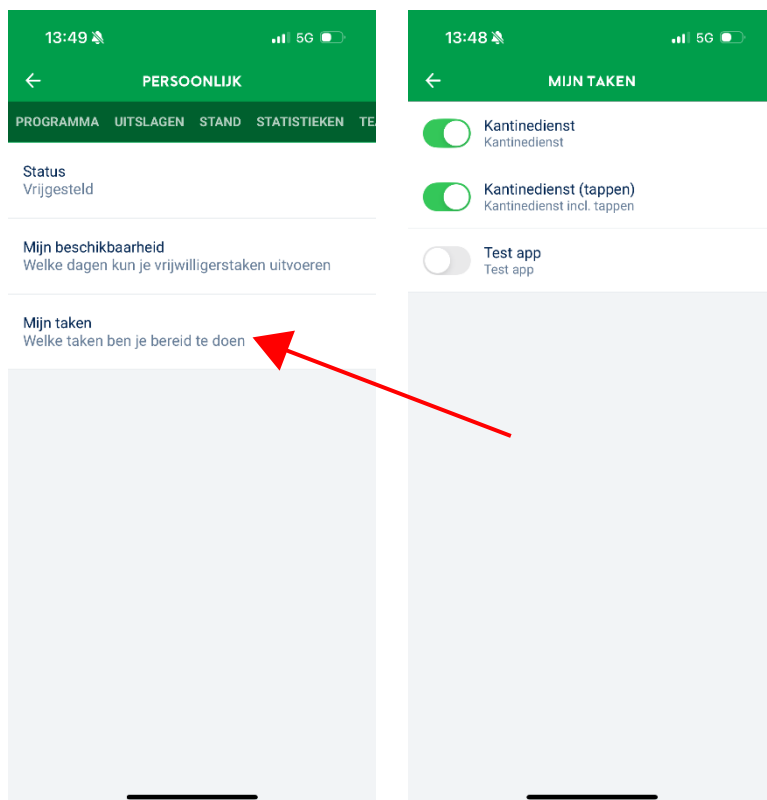 13:49 5G
PERSOONLIJK
PROGRAMMA UITSLAGEN STAND STATISTIEKEN TE
Status
Vrijgesteld
Mijn beschikbaarheid
Welke dagen kun je vrijwilligerstaken uitvoeren
Mijn taken
Welke taken ben je bereid te doen
13:48 5G
MIJN TAKEN
Kantinedienst
Kantinedienst
Kantinedienst (tappen)
Kantinedienst incl. tappen
Test app
Test app